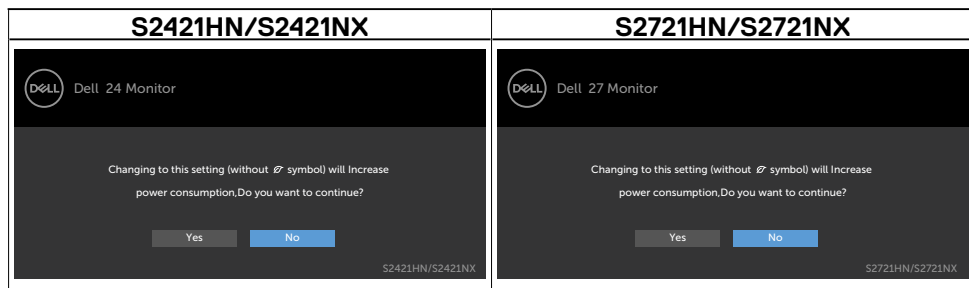 S2421HN/S2421NX
S2721HN/S2721NX
DELL Dell 24 Monitor
Changing to this setting (without symbol) will Increase
power consumption,Do you want to continue?
Yes No
S2421HN/S2421NX
DELL Dell 27 Monitor
Changing to this setting (without symbol) will Increase
power consumption,Do you want to continue?
Yes No
S2721HN/S2721NX